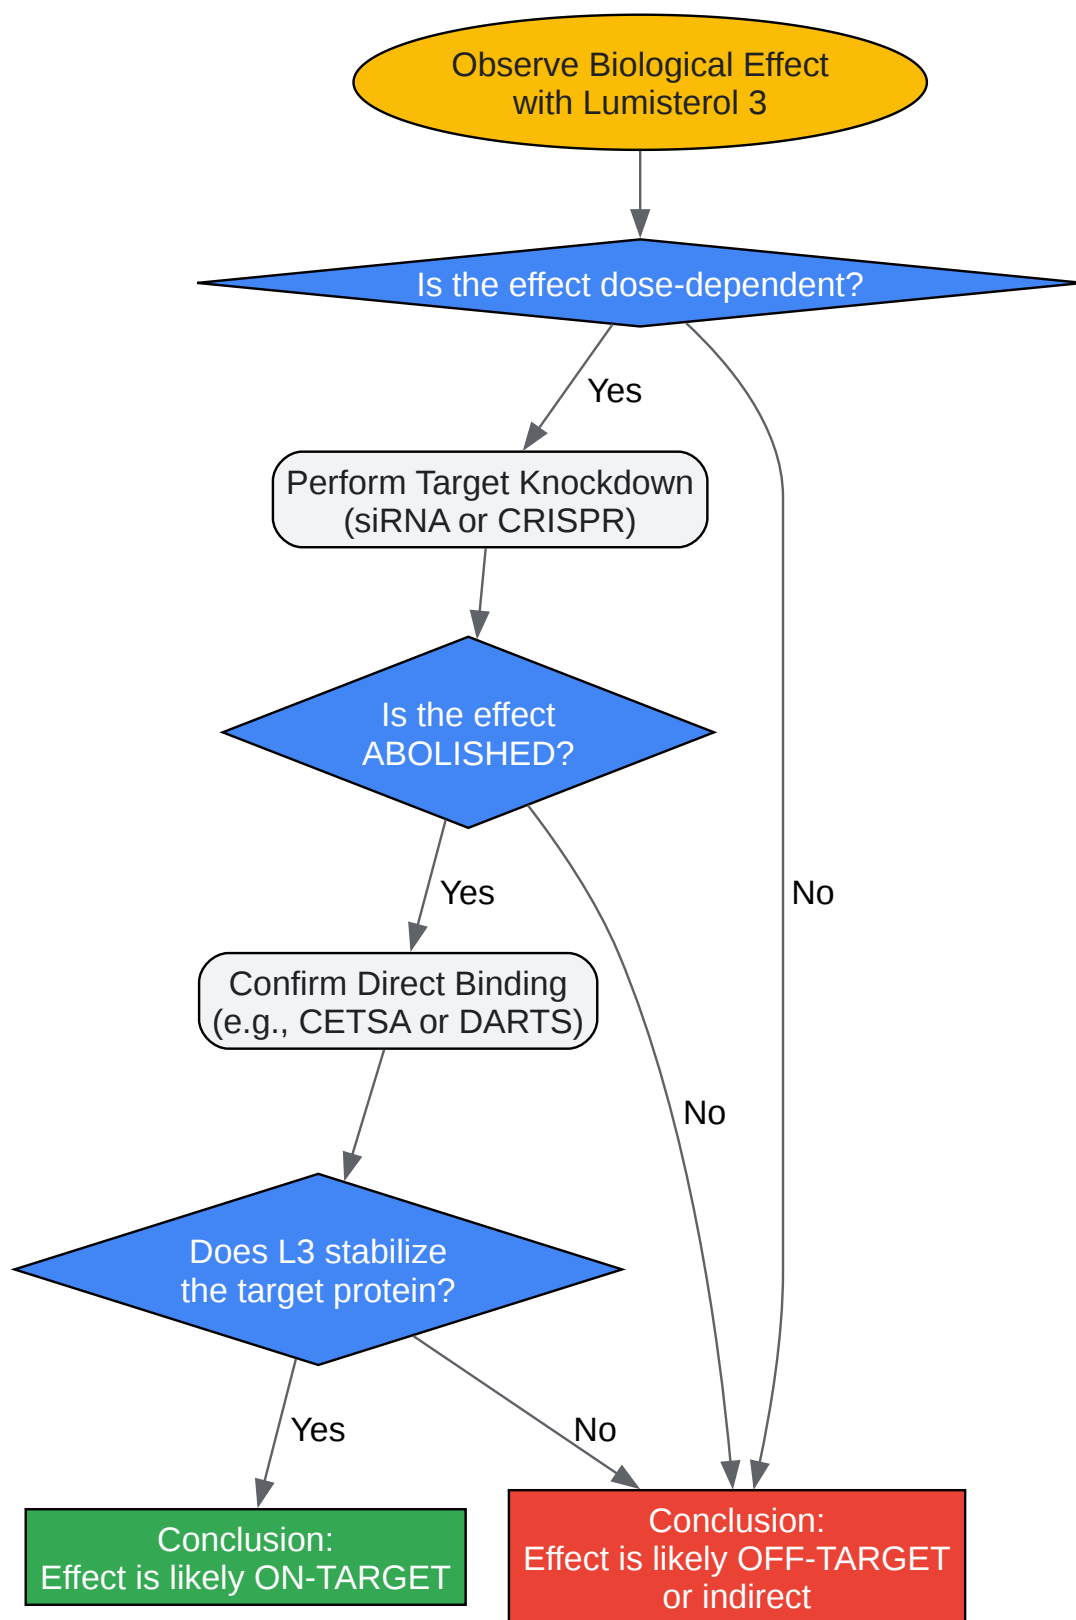 Observe Biological Effect
with Lumisterol 3
Is the effect dose-dependent?
Yes
Perform Target Knockdown
(siRNA or CRISPR)
Is the effect
ABOLISHED?
Yes
No
Confirm Direct Binding
(e.g., CETSA or DARTS)
No
Does L3 stabilize
the target protein?
Yes
No
Conclusion:
Effect is likely ON-TARGET
Conclusion:
Effect is likely OFF-TARGET
or indirect